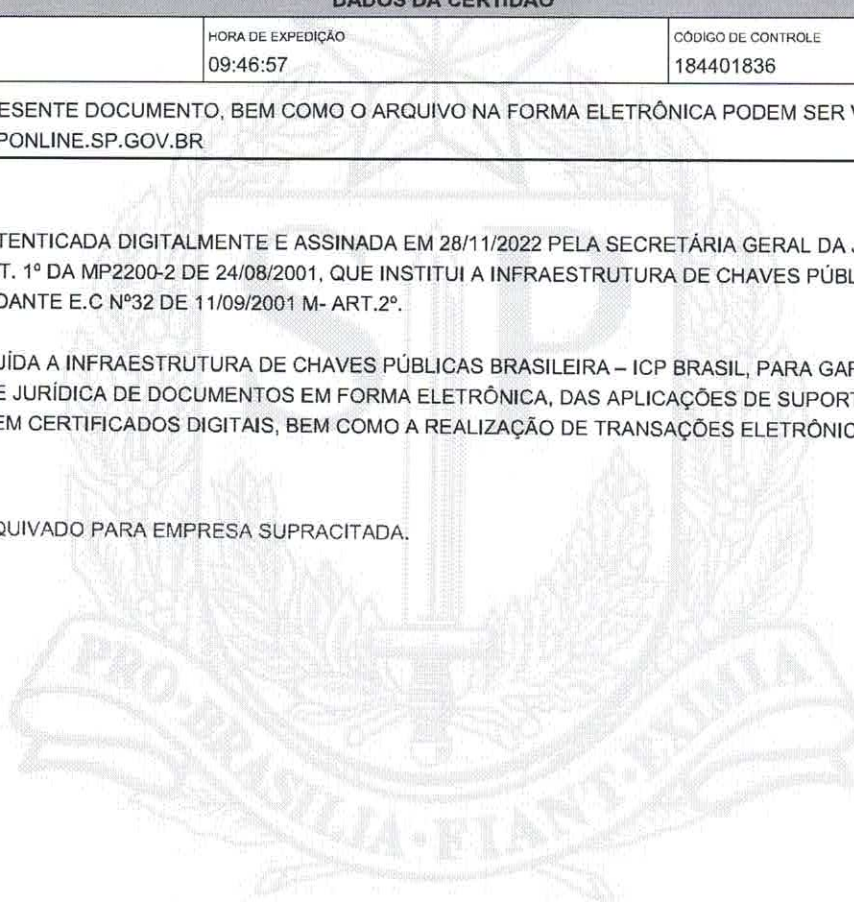 DADOS DA CERTIDÃO
HORA DE EXPEDIÇÃO
CÓDIGO DE CONTROLE
09:46:57
184401836
ESENTE DOCUMENTO, BEM COMO O ARQUIVO NA FORMA ELETRÔNICA PODEM SER V
PONLINE.SP.GOV.BR
TENTICADA DIGITALMENTE E ASSINADA EM 28/11/2022 PELA SECRETÁRIA GERAL DA J
T. 1º DA MP2200-2 DE 24/08/2001, QUE INSTITUI A INFRAESTRUTURA DE CHAVES PÚBL
DANTE E.C Nº32 DE 11/09/2001 M- ART.2º.
UÍDA A INFRAESTRUTURA DE CHAVES PÚBLICAS BRASILEIRA – ICP BRASIL, PARA GAR
E JURÍDICA DE DOCUMENTOS EM FORMA ELETRÔNICA, DAS APLICAÇÕES DE SUPORT
EM CERTIFICADOS DIGITAIS, BEM COMO A REALIZAÇÃO DE TRANSAÇÕES ELETRÔNIC
QUIVADO PARA EMPRESA SUPRACITADA.
SP
PRO·BRASILIA·FIANT·EXIMIA